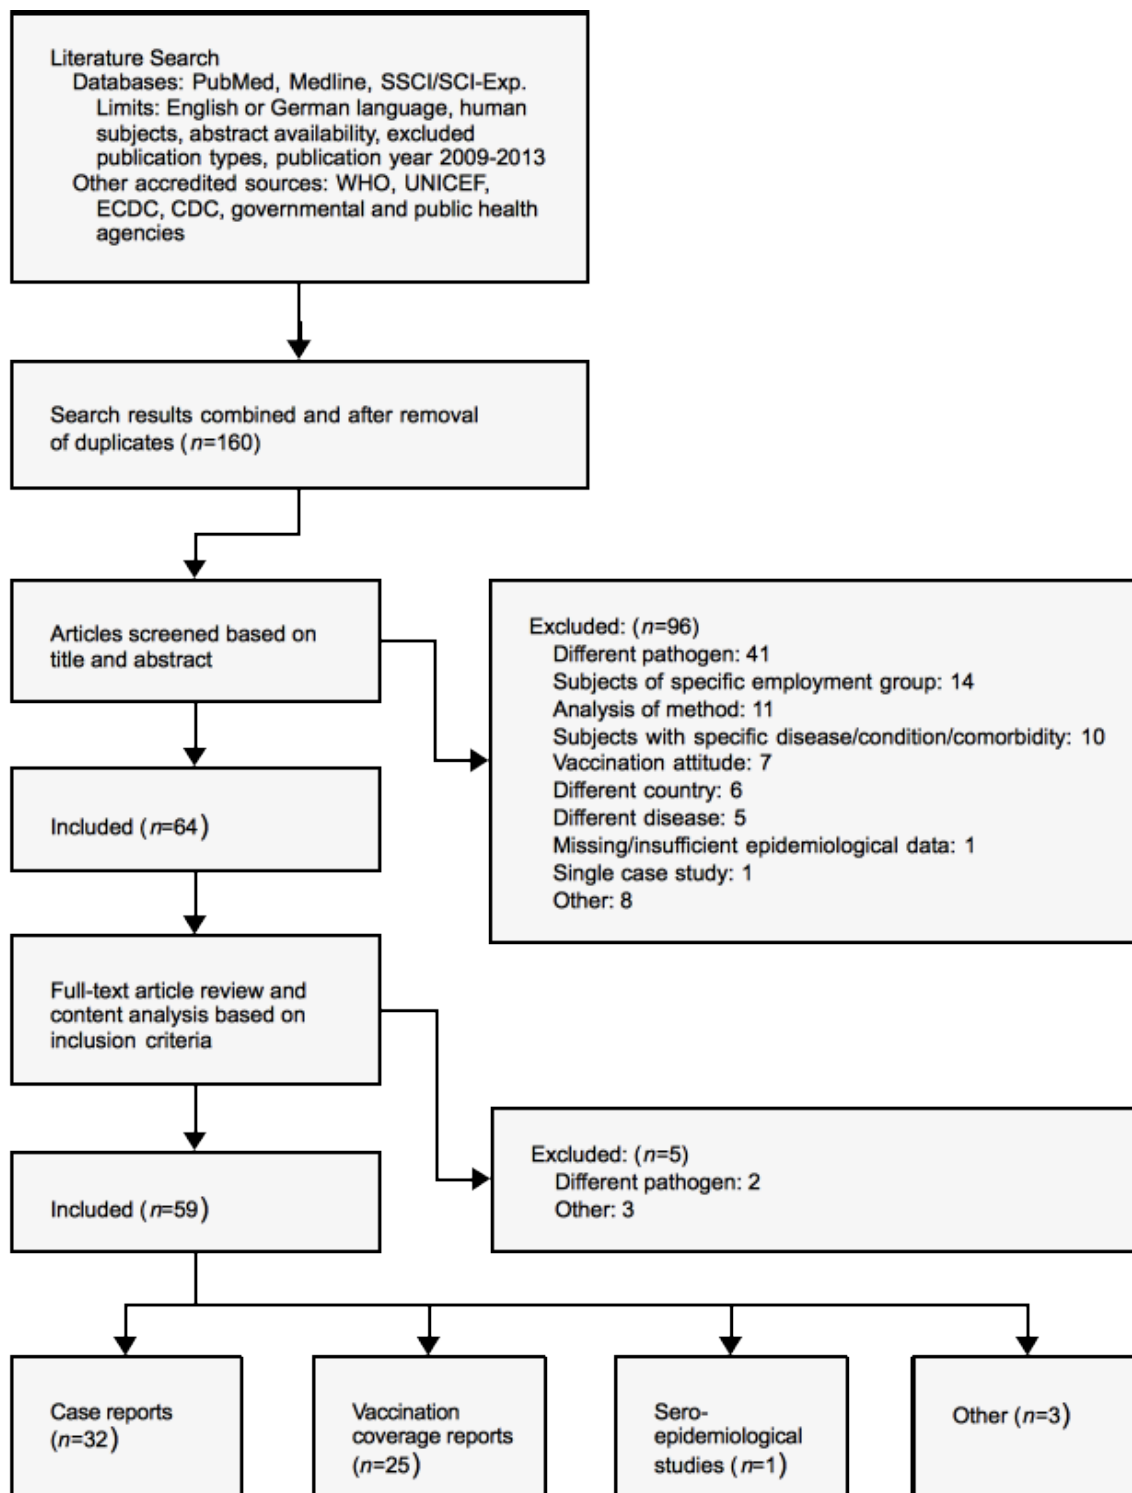 Literature Search
Databases: PubMed, Medline, SSCI/SCI-Exp.
Limits: English or German language, human
subjects, abstract availability, excluded
publication types, publication year 2009-2013
Other accredited sources: WHO, UNICEF,
ECDC, CDC, governmental and public health
agencies
Search results combined and after removal
of duplicates (n=160)
Articles screened based on
title and abstract
Excluded: (n=96)
Different pathogen: 41
Subjects of specific employment group: 14
Analysis of method: 11
Subjects with specific disease/condition/comorbidity: 10
Vaccination attitude: 7
Different country: 6
Different disease: 5
Missing/insufficient epidemiological data: 1
Single case study: 1
Other: 8
Included (n=64)
Full-text article review and
content analysis based on
inclusion criteria
Excluded: (n=5)
Different pathogen: 2
Other: 3
Included (n=59)
Case reports
(n=32)
Vaccination
coverage reports
(n=25)
Sero-
epidemiological
studies (n=1)
Other (n=3)